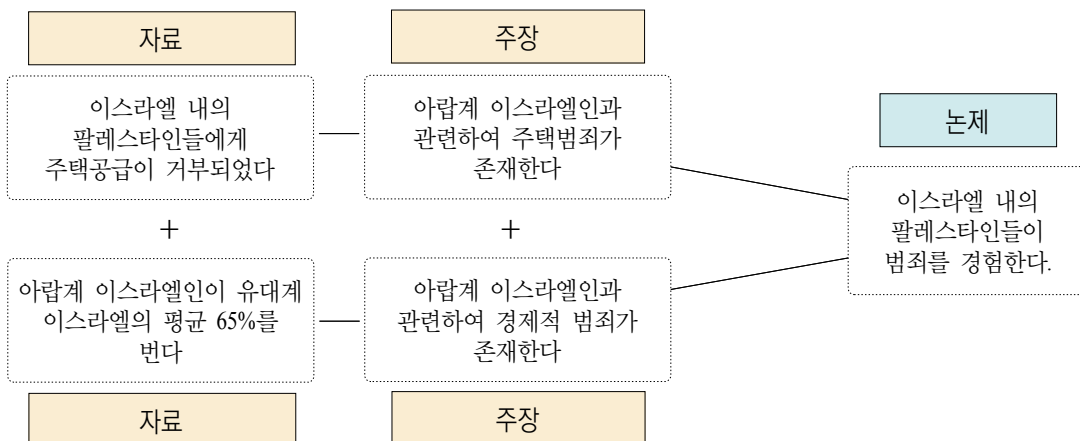 자료
주장
이스라엘 내의
팔레스타인들에게
주택공급이 거부되었다
아랍계 이스라엘인과
관련하여 주택범죄가
존재한다
논제
이스라엘 내의
팔레스타인들이
범죄를 경험한다.
+
+
아랍계 이스라엘인이 유대계
이스라엘의 평균 65%를
번다
아랍계 이스라엘인과
관련하여 경제적 범죄가
존재한다
자료
주장